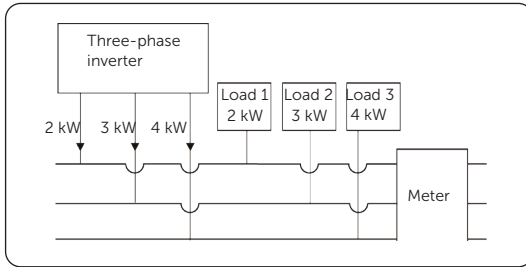 Three-phase
inverter
2 kW
3 kW
4 kW
Load 1
2 kW
Load 2
3 kW
Load 3
4 kW
Meter